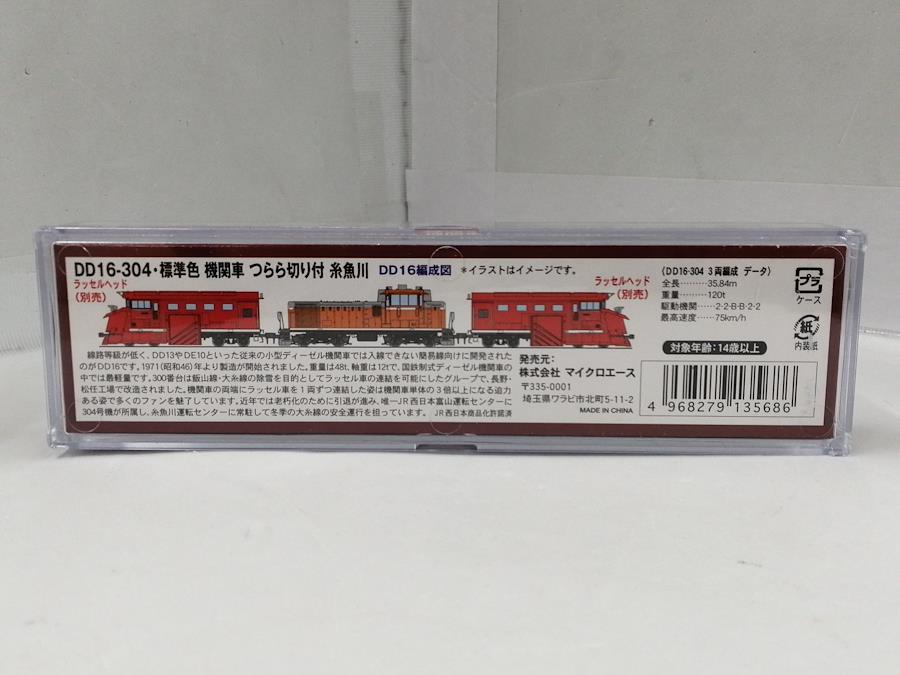 DD16-304・標準色 機関車 つらら切り付 糸魚川 DD16編成図 ＊イラストはイメージです。
ラッセルヘッド
(別売)
ラッセルヘッド
(別売)
線路等級が低く、DD13やDE10といった従来の小型ディーゼル機関車では入線できない簡易線向けに開発された
のがDD16です。1971(昭和46)年より製造が開始されました。重量は48t、軸重は12tで、国鉄制式ディーゼル機関車の
中では最軽量です。300番台は飯山線・大糸線の除雪を目的としてラッセル車の連結を可能にしたグループで、長野・
松任工場で改造されました。機関車の両端にラッセル車を1両ずつ連結した姿は機関車単体の3倍以上になる迫力
ある姿で多くのファンを魅了しています。近年では老朽化のために引退が進み、唯一JR西日本富山運転センターに
304号機が所属し、糸魚川運転センターに常駐して冬季の大糸線の安全運行を担っています。 JR西日本商品化許諾済
発売元:
株式会社 マイクロエース
〒335-0001
埼玉県ワラビ市北町5-11-2
MADE IN CHINA
〈DD16-304 3両編成 データ〉
全長………35.84m
重量………120t
駆動機関……2-2-B-B-2-2
最高速度……75km/h
対象年齢:14歳以上
4 968279 135686
プラ
ケース
紙
内装:紙